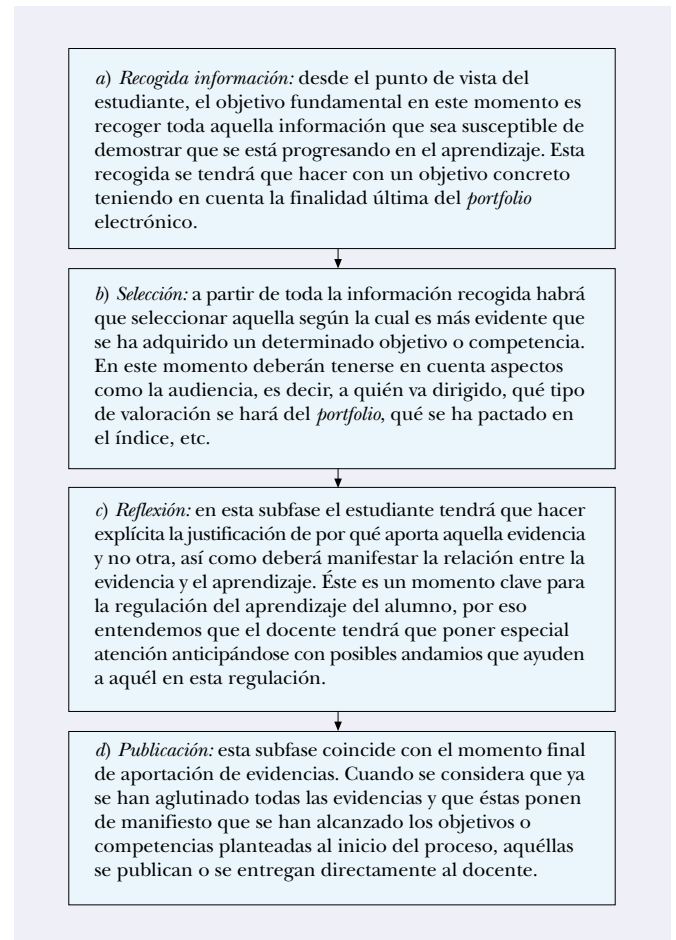 a) Recogida información: desde el punto de vista del
estudiante, el objetivo fundamental en este momento es
recoger toda aquella información que sea susceptible de
demostrar que se está progresando en el aprendizaje. Esta
recogida se tendrá que hacer con un objetivo concreto
teniendo en cuenta la finalidad última del portfolio
electrónico.
b) Selección: a partir de toda la información recogida habrá
que seleccionar aquella según la cual es más evidente que
se ha adquirido un determinado objetivo o competencia.
En este momento deberán tenerse en cuenta aspectos
como la audiencia, es decir, a quién va dirigido, qué tipo
de valoración se hará del portfolio, qué se ha pactado en
el índice, etc.
c) Reflexión: en esta subfase el estudiante tendrá que hacer
explícita la justificación de por qué aporta aquella evidencia
y no otra, así como deberá manifestar la relación entre la
evidencia y el aprendizaje. Éste es un momento clave para
la regulación del aprendizaje del alumno, por eso
entendemos que el docente tendrá que poner especial
atención anticipándose con posibles andamios que ayuden
a aquél en esta regulación.
d) Publicación: esta subfase coincide con el momento final
de aportación de evidencias. Cuando se considera que ya
se han aglutinado todas las evidencias y que éstas ponen
de manifiesto que se han alcanzado los objetivos o
competencias planteadas al inicio del proceso, aquéllas
se publican o se entregan directamente al docente.